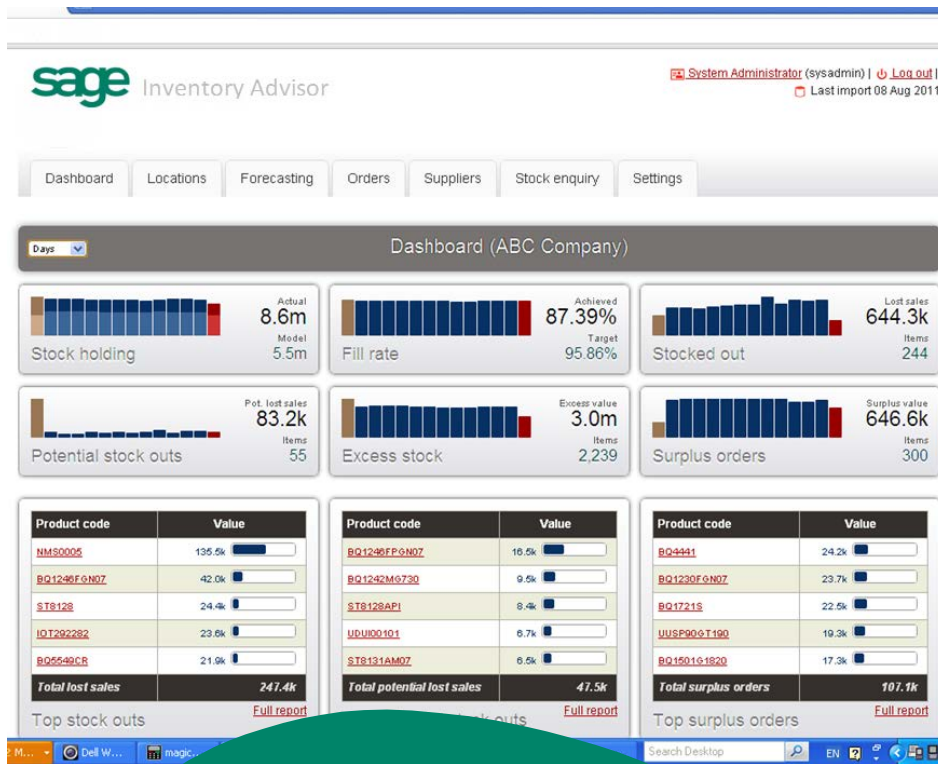 sage Inventory Advisor
System Administrator (sysadmin) | Log out |
Last import 08 Aug 2011
Dashboard Locations Forecasting Orders Suppliers Stock enquiry Settings
Days
Dashboard (ABC Company)
Actual
8.6m
Model
5.5m
Stock holding
Achieved
87.39%
Target
95.86%
Fill rate
Lost sales
644.3k
Items
244
Stocked out
Pot. lost sales
83.2k
Items
55
Potential stock outs
Excess value
3.0m
Items
2,239
Excess stock
Surplus value
646.6k
Items
300
Surplus orders
Product code Value
NMS0005 135.5k
BQ1246FGN07 42.0k
ST8128 24.4k
IOT292282 23.6k
BQ5549CR 21.9k
Total lost sales 247.4k
Full report
Top stock outs
Product code Value
BQ1246FPGN07 16.5k
BQ1242MG730 9.5k
ST8128API 8.4k
UDUI00101 6.7k
ST8131AM07 6.5k
Total potential lost sales 47.5k
Full report
outs
Product code Value
BQ4441 24.2k
BQ1230FGN07 23.7k
BQ1721S 22.5k
UUSP90GT190 19.3k
BQ1501G1820 17.3k
Total surplus orders 107.1k
Full report
Top surplus orders
Dell W... magic... Search Desktop EN